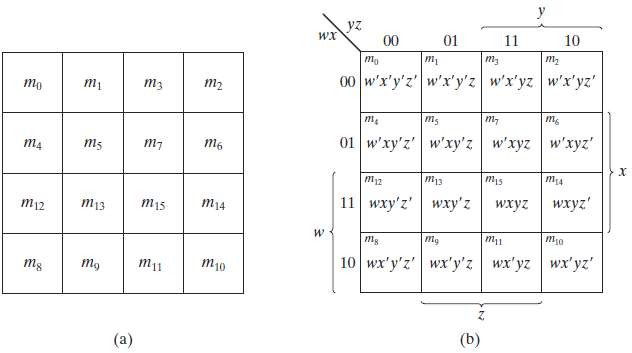 m0 m1 m3 m2
m4 m5 m7 m6
m12 m13 m15 m14
m8 m9 m11 m10
(a)
y
yz
wx
00 01 11 10
m0 m1 m3 m2
00 w'x'y'z' w'x'y'z w'x'yz w'x'yz'
m4 m5 m7 m6
01 w'xy'z' w'xy'z w'xyz w'xyz'
x
m12 m13 m15 m14
11 wxy'z' wxy'z wxyz wxyz'
w
m8 m9 m11 m10
10 wx'y'z' wx'y'z wx'yz wx'yz'
z
(b)